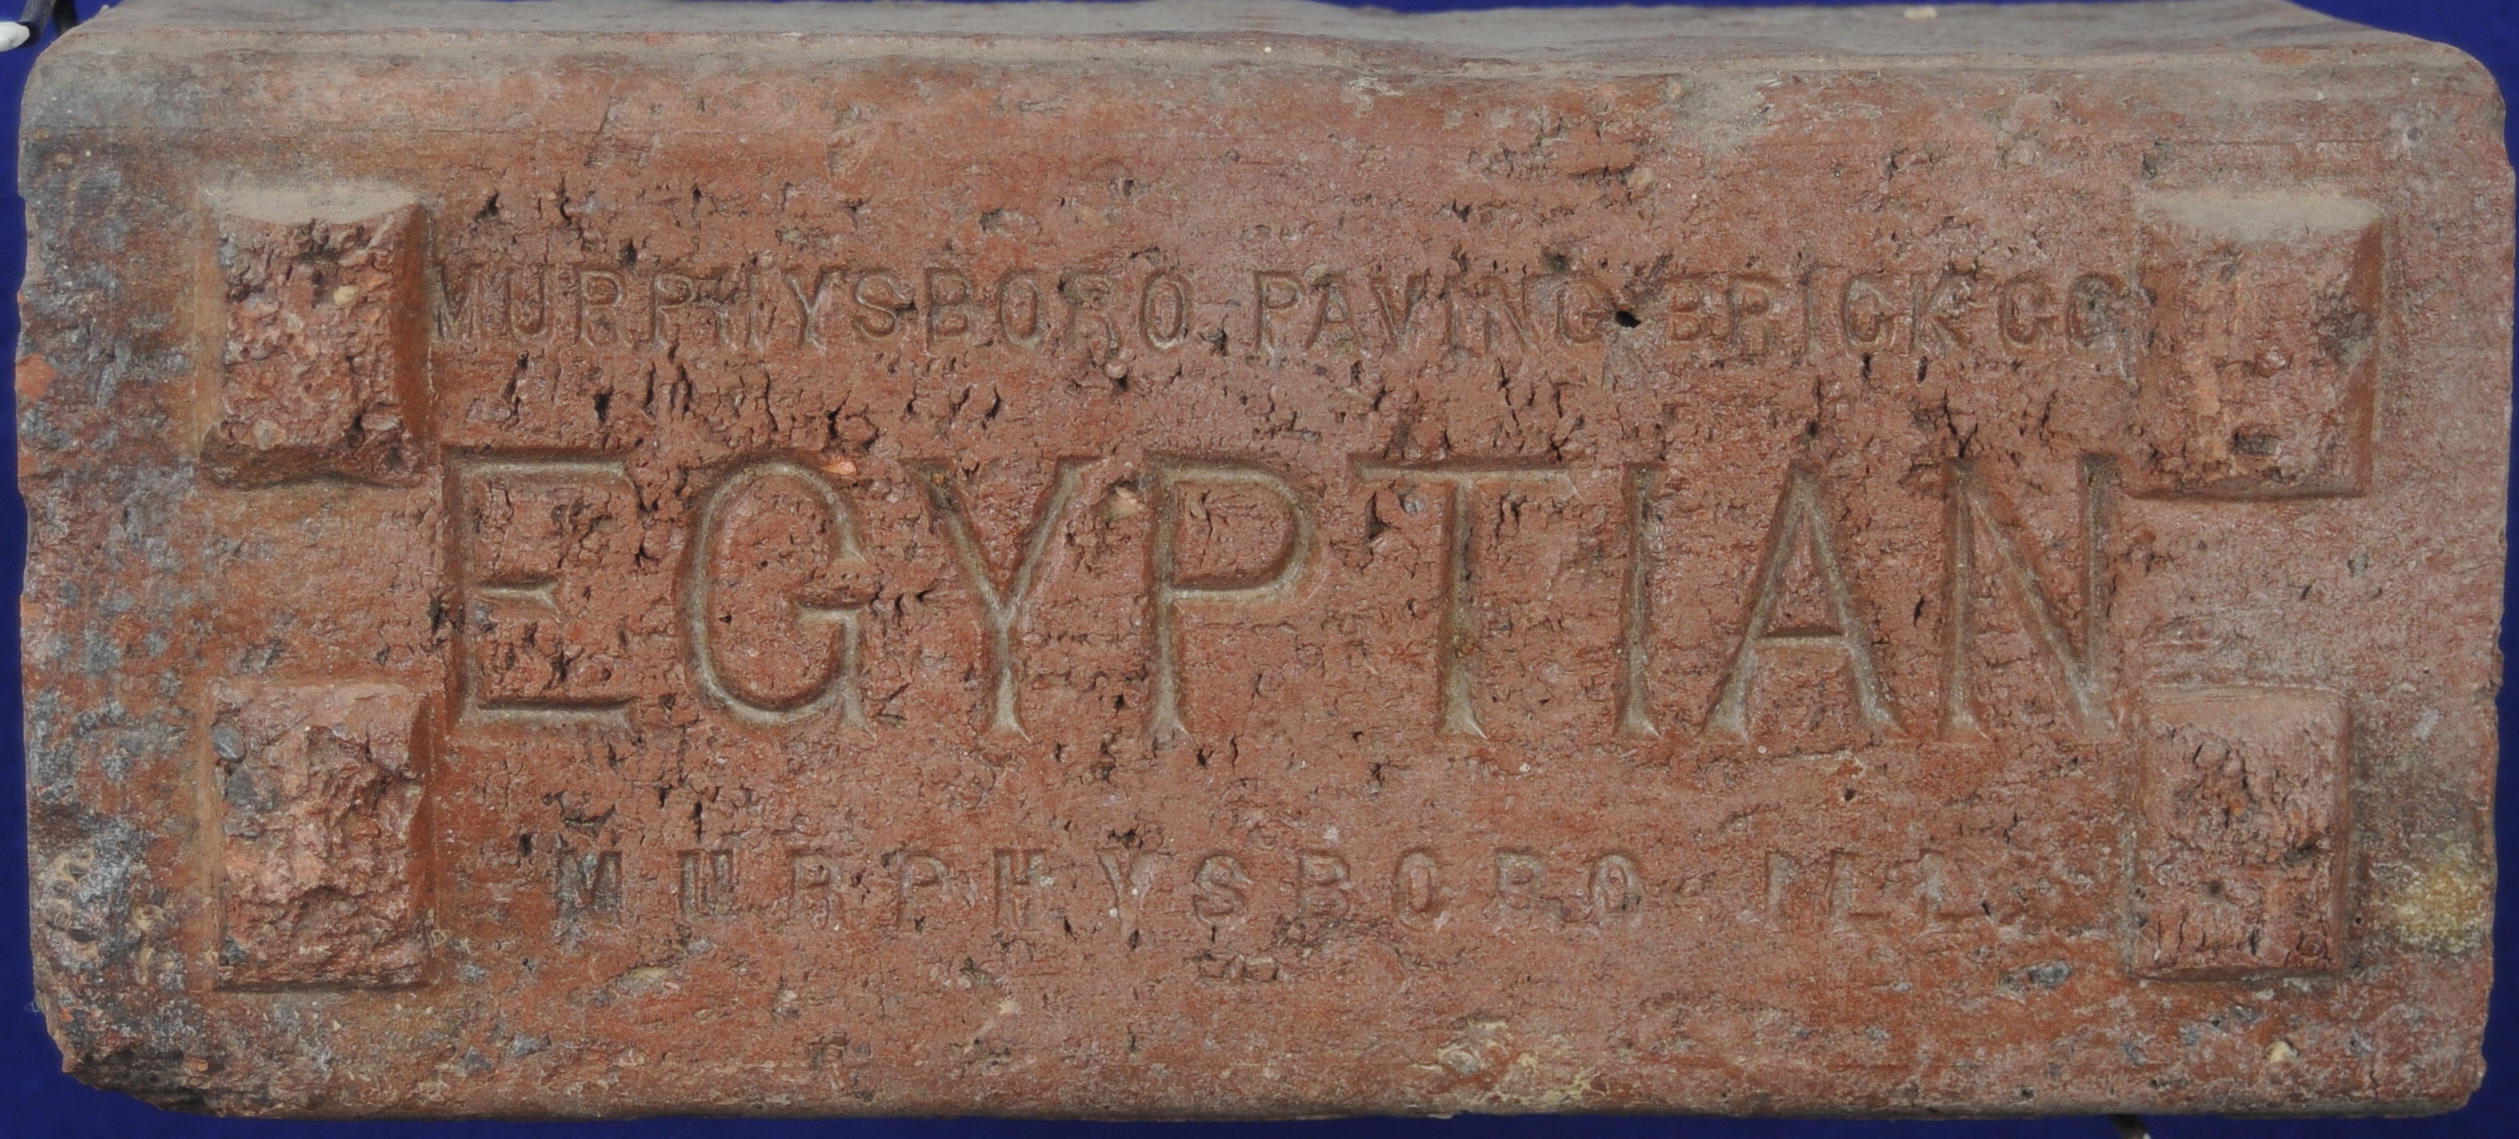 MURPHYSBORO PAVING BRICK CO
EGYPTIAN
MURPHYSBORO ILL.